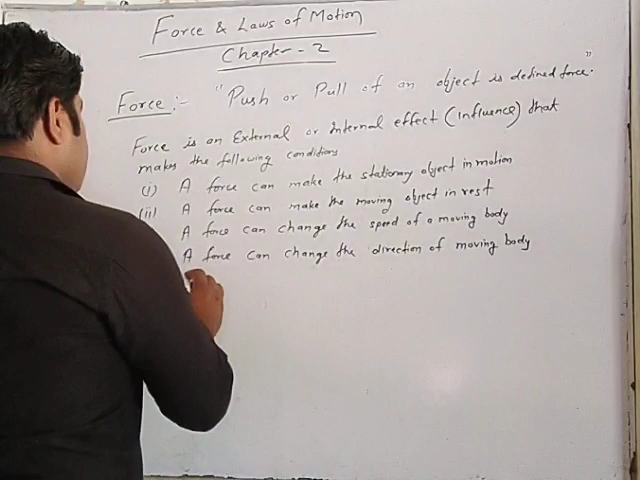 Force & Laws of Motion
Chapter - 2
Force :- "Push or Pull of an object is defined force."
Force is an External or Internal effect (influence) that
makes the following conditions
(i) A force can make the stationary object in motion
(ii) A force can make the moving object in rest
A force can change the speed of a moving body
A force can change the direction of moving body